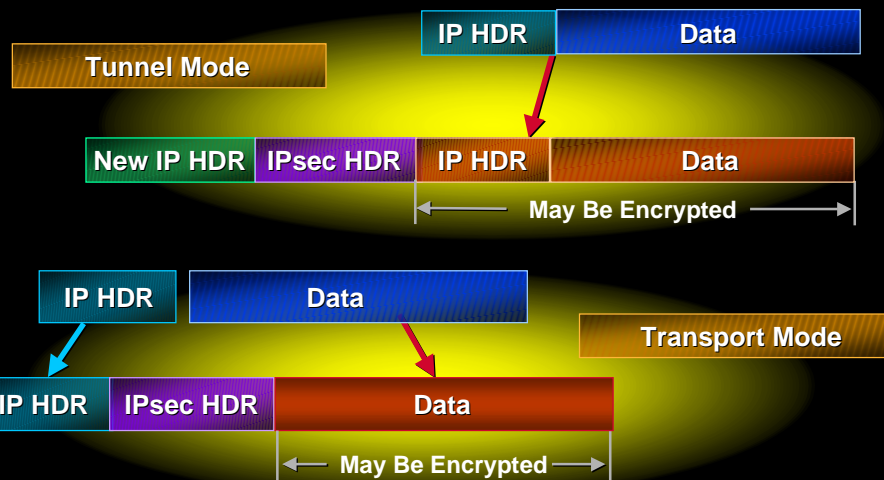 IP HDR Data
Tunnel Mode
New IP HDR IPsec HDR IP HDR Data
May Be Encrypted
IP HDR Data
Transport Mode
IP HDR IPsec HDR Data
May Be Encrypted